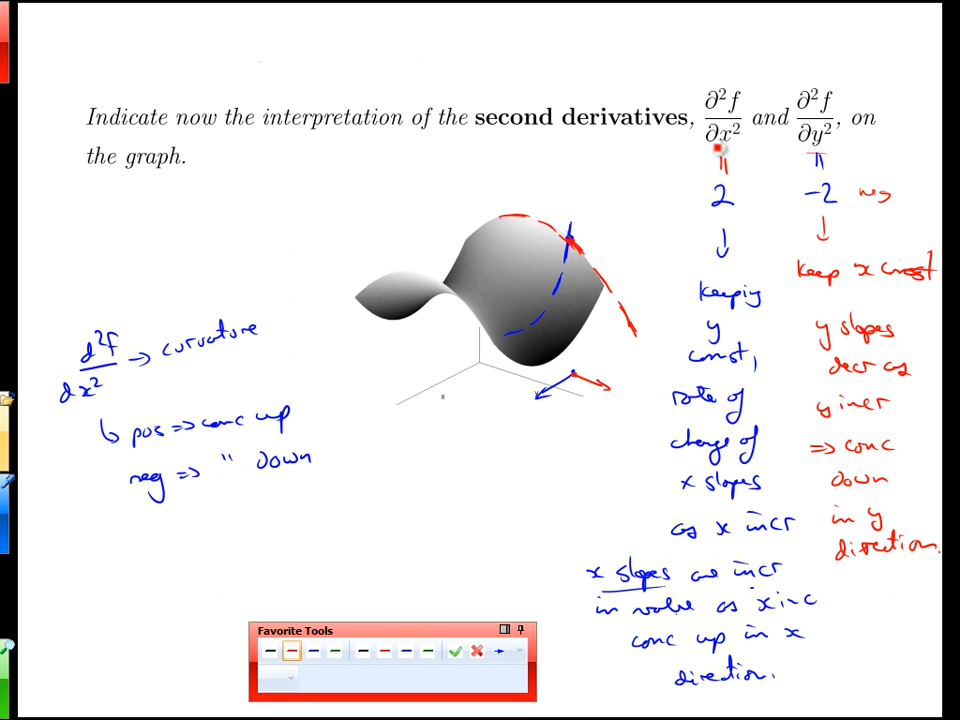 Indicate now the interpretation of the second derivatives, ∂²f/∂x² and ∂²f/∂y², on
the graph.
||
||
2
-2 neg
↓
↓
keeping
y
const,
rate of
change of
x slopes
as x incr
x slopes are incr
in value as x inc
conc up in x
direction.
keep x const
y slopes
decr as
y incr
⇒ conc
down
in y
direction.
d²f/dx² → curvature
↳ pos ⇒ conc up
neg ⇒ " down
x
Favorite Tools